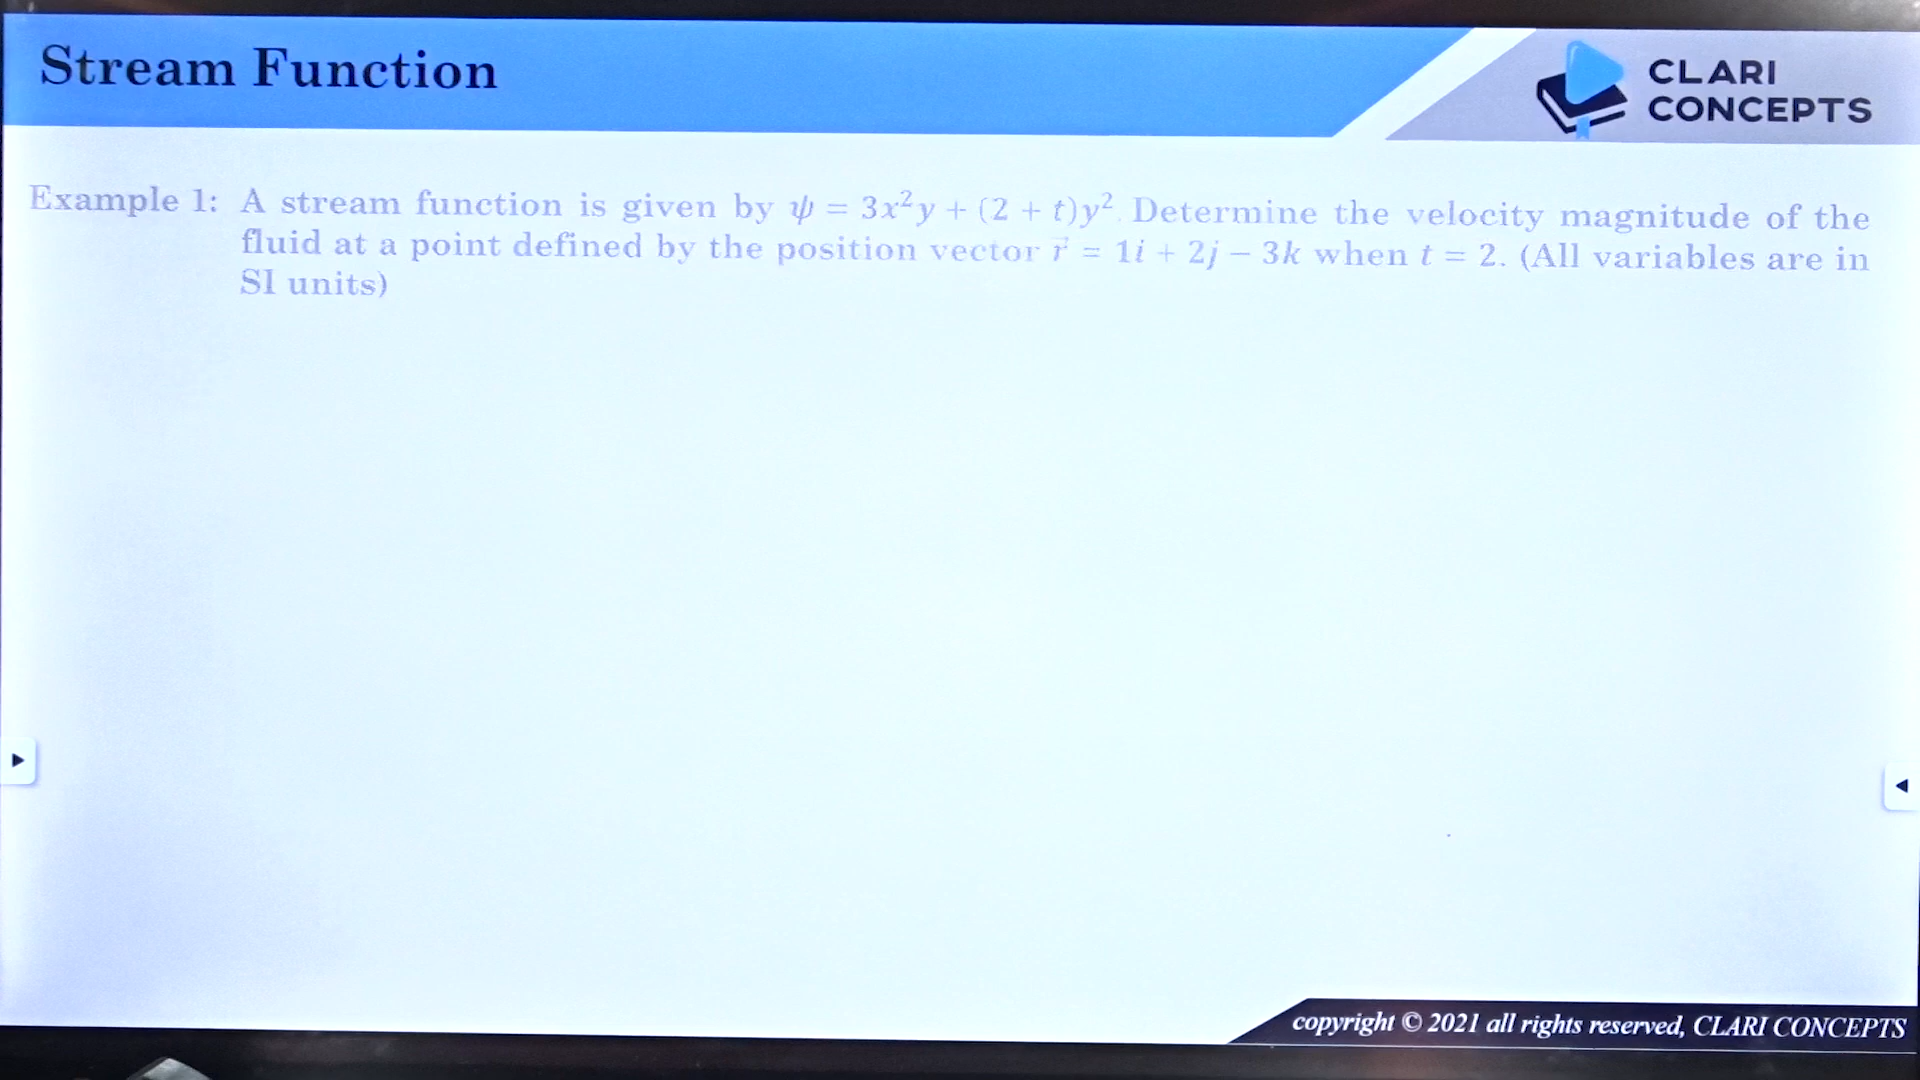 Stream Function
CLARI
CONCEPTS
Example 1: A stream function is given by ψ = 3x²y + (2 + t)y². Determine the velocity magnitude of the
fluid at a point defined by the position vector r⃗ = 1i + 2j − 3k when t = 2. (All variables are in
SI units)
copyright © 2021 all rights reserved, CLARI CONCEPTS